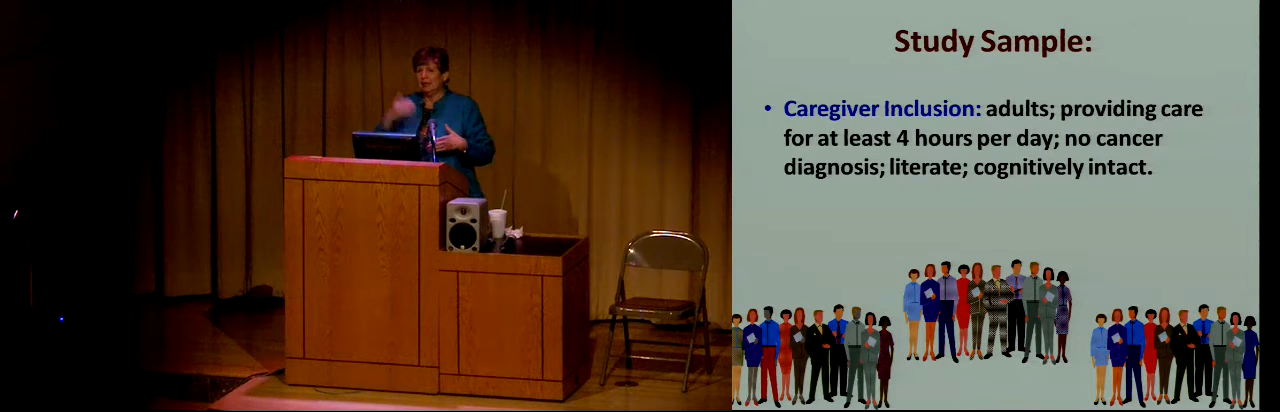 Study Sample:
• Caregiver Inclusion: adults; providing care
for at least 4 hours per day; no cancer
diagnosis; literate; cognitively intact.